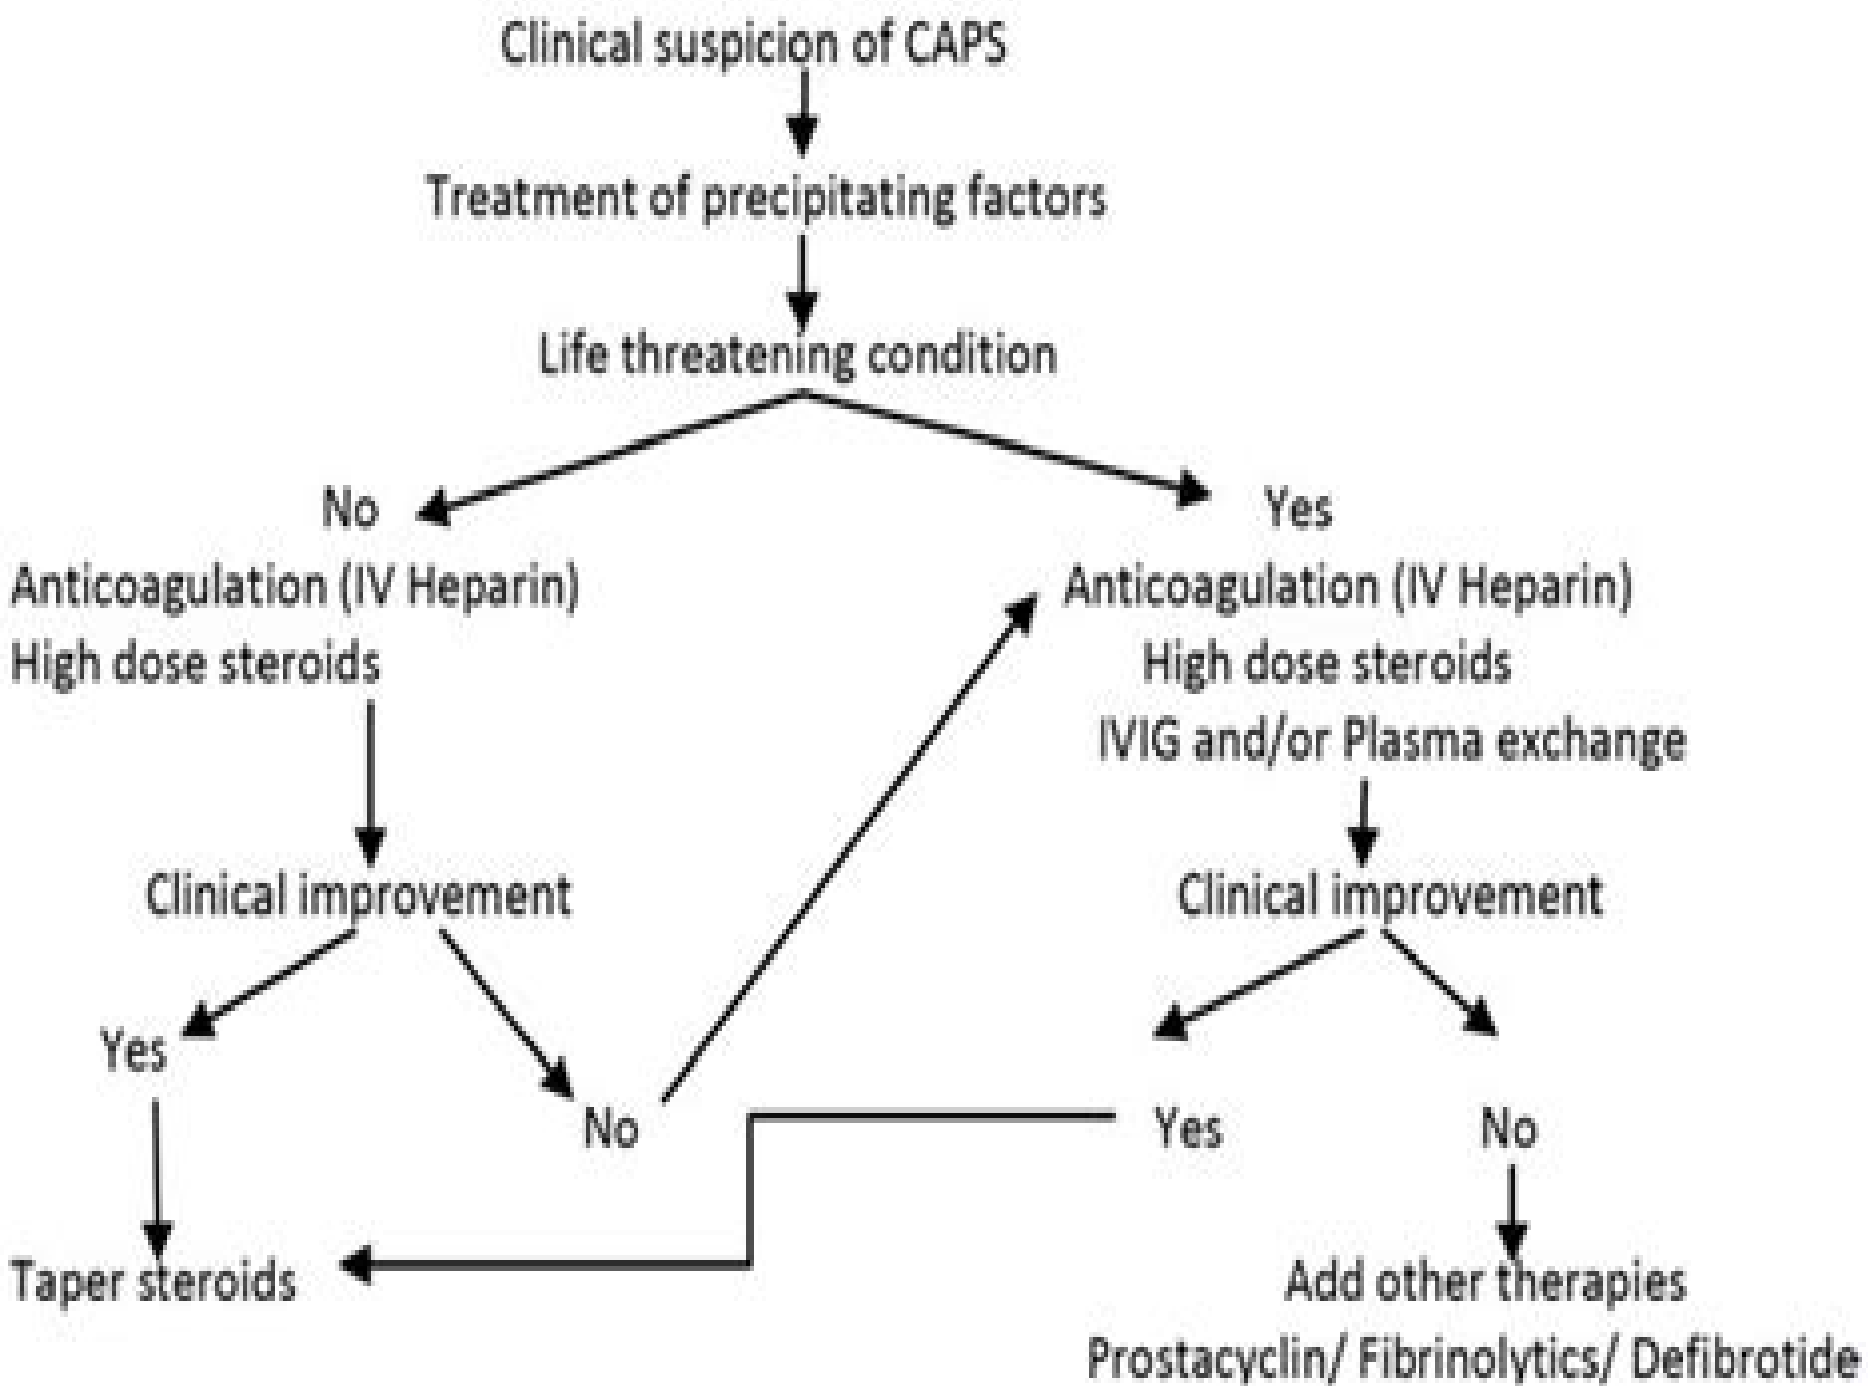 Clinical suspicion of CAPS
Treatment of precipitating factors
Life threatening condition
No
Anticoagulation (IV Heparin)
High dose steroids
Clinical improvement
Yes
No
Taper steroids
Yes
Anticoagulation (IV Heparin)
High dose steroids
IVIG and/or Plasma exchange
Clinical improvement
Yes
No
Add other therapies
Prostacyclin/ Fibrinolytics/ Defibrotide